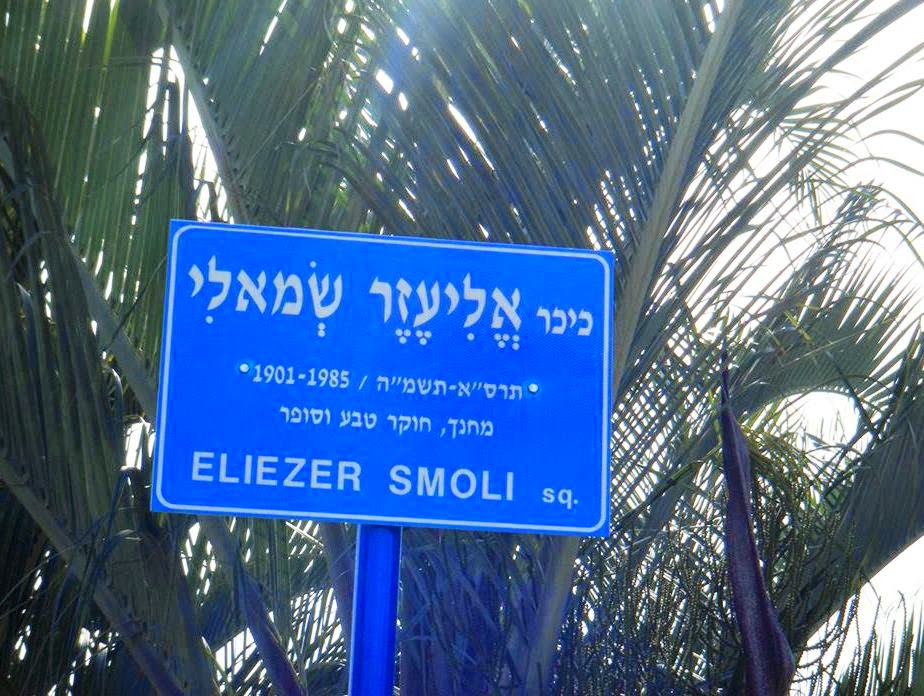 כיכר אֱלִיעֶזֶר שְׂמֹאלִי
תרס״א-תשמ״ה / 1901-1985
מחנך, חוקר טבע וסופר
ELIEZER SMOLI sq.